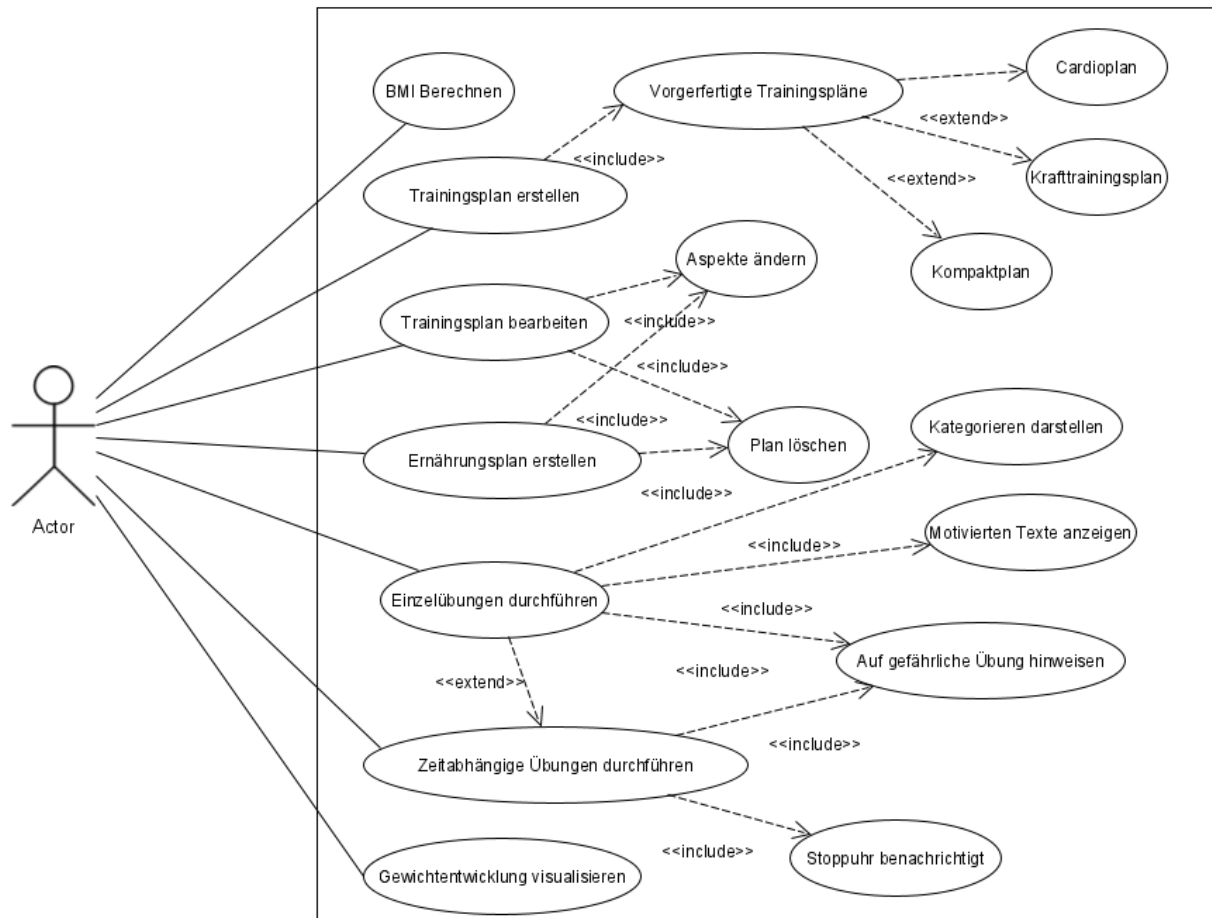 BMI Berechnen
Vorgerfertigte Trainingspläne
Cardioplan
<<extend>>
<<include>>
<<extend>>
Krafttrainingsplan
Trainingsplan erstellen
Aspekte ändern
Kompaktplan
Trainingsplan bearbeiten
<<include>>
<<include>>
<<include>>
Kategorieren darstellen
Plan löschen
Ernährungsplan erstellen
<<include>>
Actor
Motivierten Texte anzeigen
<<include>>
Einzelübungen durchführen
<<include>>
Auf gefährliche Übung hinweisen
<<include>>
<<extend>>
<<include>>
Zeitabhängige Übungen durchführen
<<include>>
Stoppuhr benachrichtigt
Gewichtentwicklung visualisieren